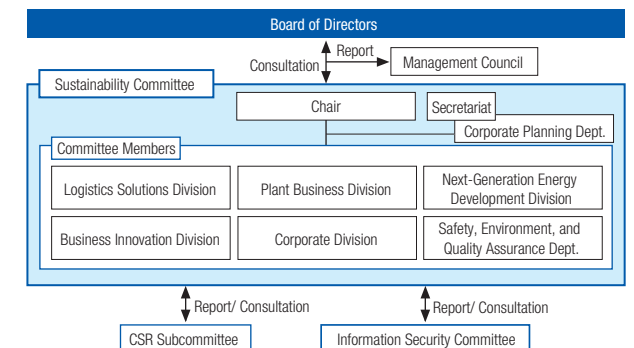 Board of Directors
Report
Consultation
Management Council
Sustainability Committee
Chair
Secretariat
Corporate Planning Dept.
Committee Members
Logistics Solutions Division
Plant Business Division
Next-Generation Energy
Development Division
Business Innovation Division
Corporate Division
Safety, Environment, and
Quality Assurance Dept.
Report/ Consultation
Report/ Consultation
CSR Subcommittee
Information Security Committee